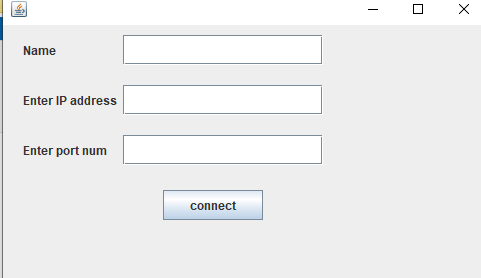 Name
Enter IP address
Enter port num
connect